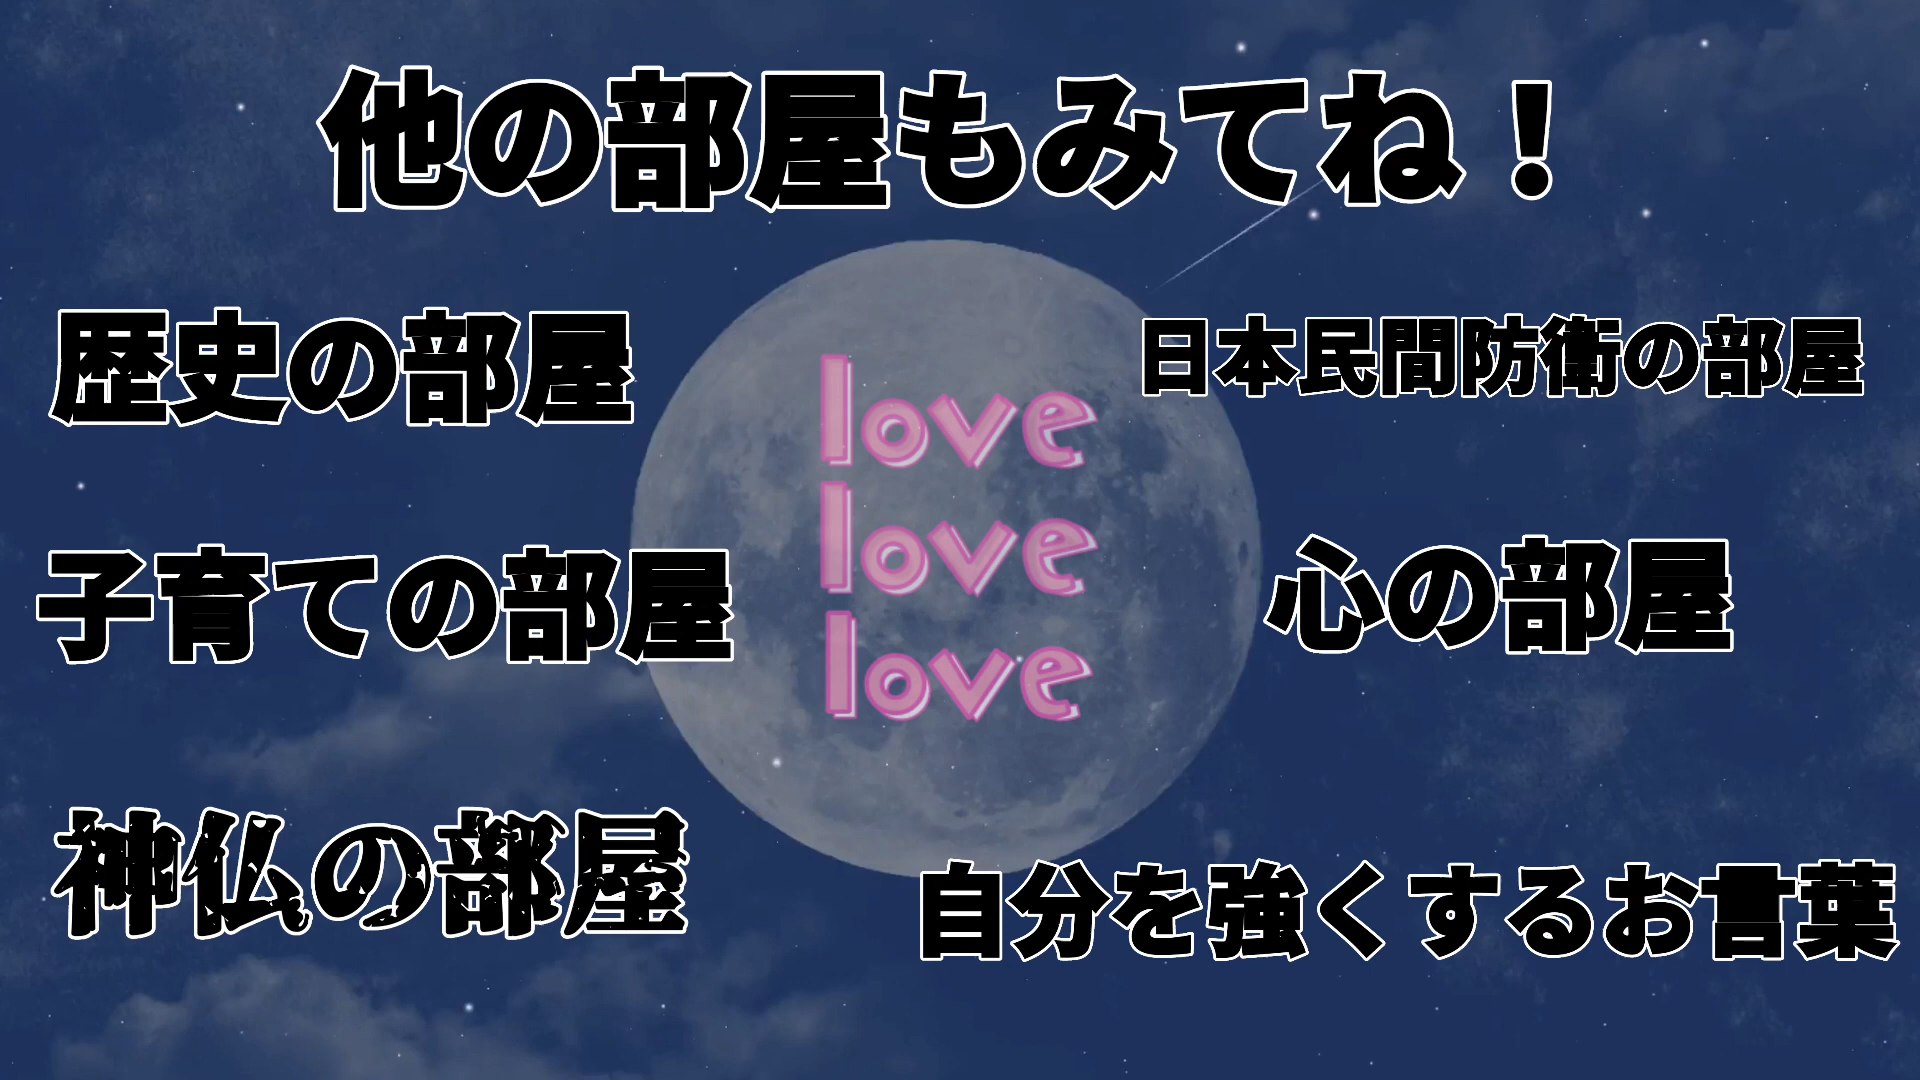 他の部屋もみてね！
歴史の部屋
日本民間防衛の部屋
love
love
love
子育ての部屋
心の部屋
神仏の部屋
自分を強くするお言葉